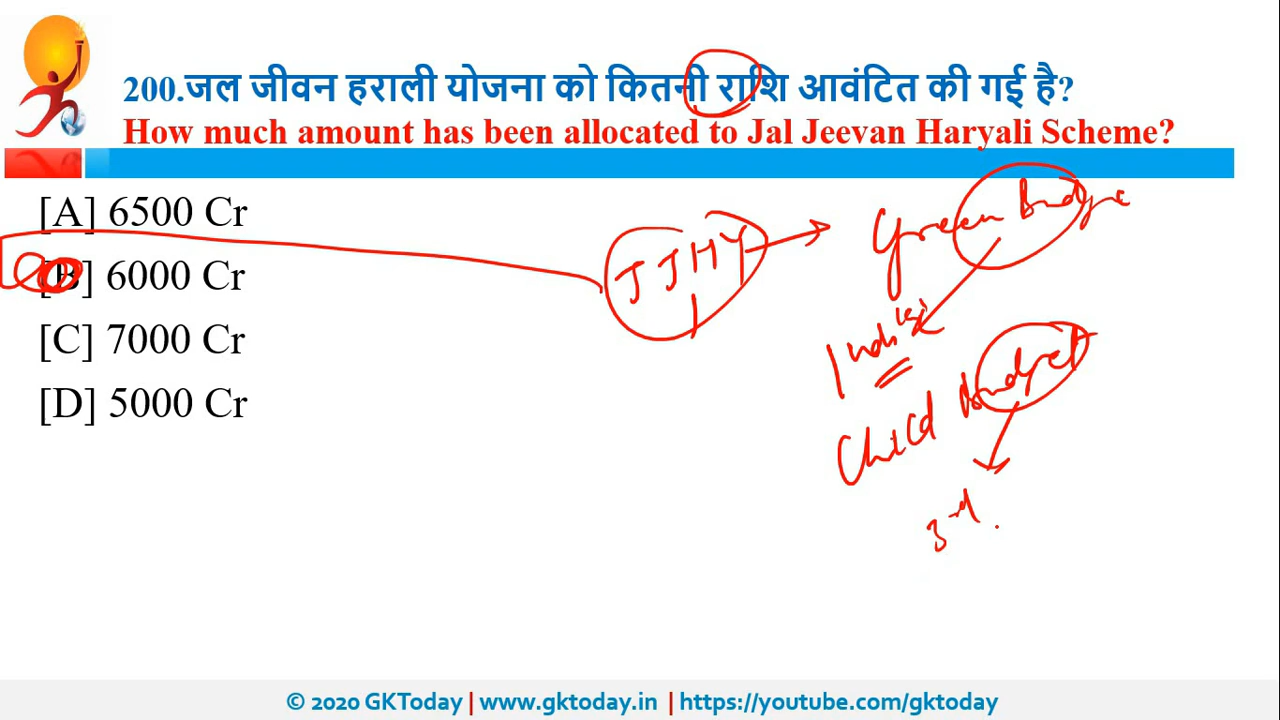 200.जल जीवन हराली योजना को कितनी राशि आवंटित की गई है?
How much amount has been allocated to Jal Jeevan Haryali Scheme?
[A] 6500 Cr
[B] 6000 Cr
[C] 7000 Cr
[D] 5000 Cr
JJHY
Green Budget
Child Budget
3rd
© 2020 GKToday | www.gktoday.in | https://youtube.com/gktoday